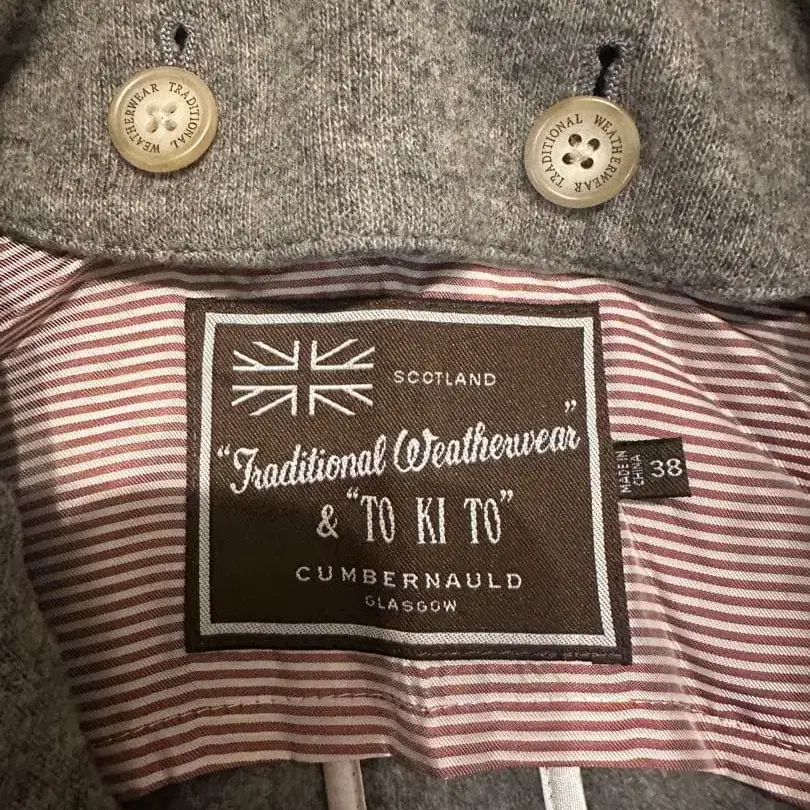 TRADITIONAL WEATHERWEAR
TRADITIONAL WEATHERWEAR
SCOTLAND
"Traditional Weatherwear"
& "TO KI TO"
CUMBERNAULD
GLASGOW
MADE IN
CHINA
38